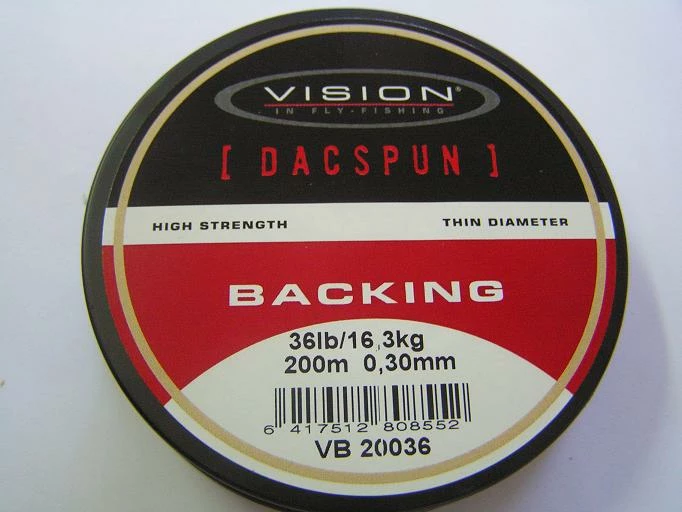 VISION®
IN FLY-FISHING
[ DACSPUN ]
HIGH STRENGTH THIN DIAMETER
BACKING
36lb/16,3kg
200m 0,30mm
6 417512 808552
VB 20036